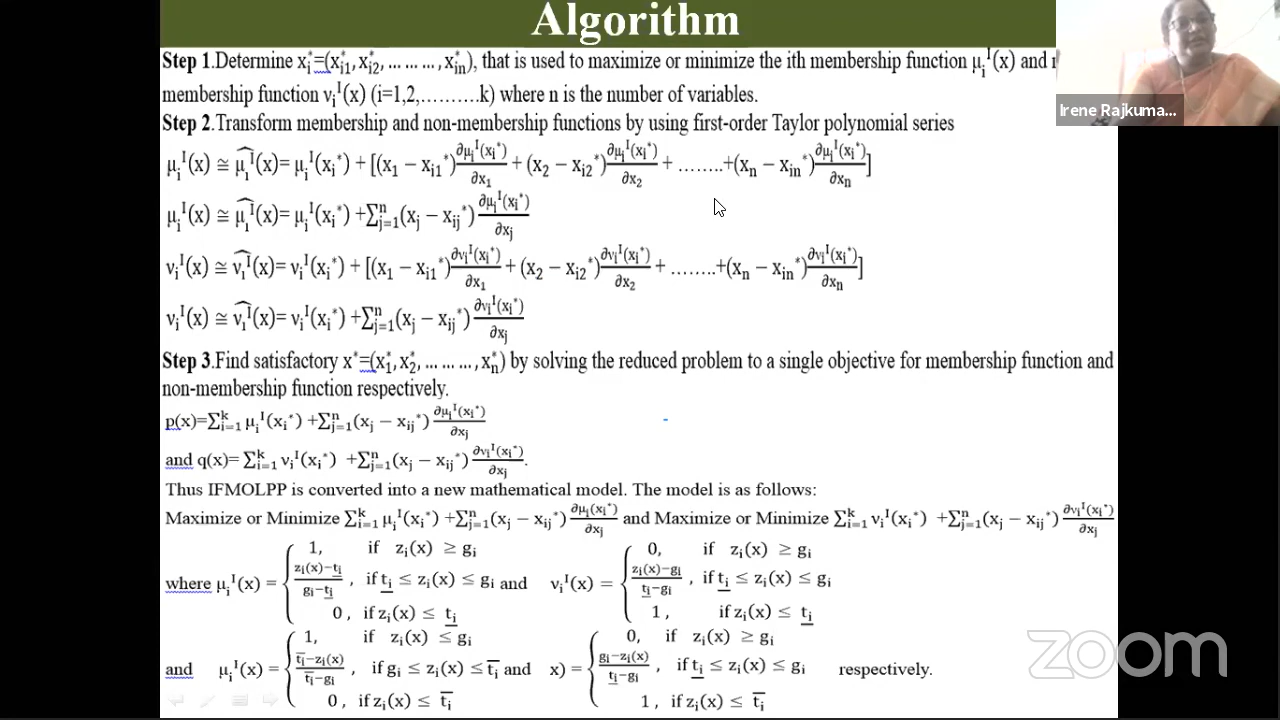 Algorithm
Step 1.Determine xᵢ*=(xᵢ₁*, xᵢ₂*, ... ... ..., xᵢₙ*), that is used to maximize or minimize the ith membership function μᵢᴵ(x) and
membership function νᵢᴵ(x) (i=1,2,..........k) where n is the number of variables.
Irene Rajkuma...
Step 2.Transform membership and non-membership functions by using first-order Taylor polynomial series
μᵢᴵ(x) ≅ μ̂ᵢᴵ(x)= μᵢᴵ(xᵢ*) + [(x₁ − xᵢ₁*) ∂μᵢᴵ(xᵢ*)/∂x₁ + (x₂ − xᵢ₂*) ∂μᵢᴵ(xᵢ*)/∂x₂ + ........+(xₙ − xᵢₙ*) ∂μᵢᴵ(xᵢ*)/∂xₙ]
μᵢᴵ(x) ≅ μ̂ᵢᴵ(x)= μᵢᴵ(xᵢ*) +∑ⱼ₌₁ⁿ(xⱼ − xᵢⱼ*) ∂μᵢᴵ(xᵢ*)/∂xⱼ
νᵢᴵ(x) ≅ ν̂ᵢᴵ(x)= νᵢᴵ(xᵢ*) + [(x₁ − xᵢ₁*) ∂νᵢᴵ(xᵢ*)/∂x₁ + (x₂ − xᵢ₂*) ∂νᵢᴵ(xᵢ*)/∂x₂ + ........+(xₙ − xᵢₙ*) ∂νᵢᴵ(xᵢ*)/∂xₙ]
νᵢᴵ(x) ≅ ν̂ᵢᴵ(x)= νᵢᴵ(xᵢ*) +∑ⱼ₌₁ⁿ(xⱼ − xᵢⱼ*) ∂νᵢᴵ(xᵢ*)/∂xⱼ
Step 3.Find satisfactory x*=(x₁*, x₂*, ... ... ..., xₙ*) by solving the reduced problem to a single objective for membership function and
non-membership function respectively.
p(x)=∑ᵢ₌₁ᵏ μᵢᴵ(xᵢ*) +∑ⱼ₌₁ⁿ(xⱼ − xᵢⱼ*) ∂μᵢᴵ(xᵢ*)/∂xⱼ
and q(x)= ∑ᵢ₌₁ᵏ νᵢᴵ(xᵢ*) +∑ⱼ₌₁ⁿ(xⱼ − xᵢⱼ*) ∂νᵢᴵ(xᵢ*)/∂xⱼ.
Thus IFMOLPP is converted into a new mathematical model. The model is as follows:
Maximize or Minimize ∑ᵢ₌₁ᵏ μᵢᴵ(xᵢ*) +∑ⱼ₌₁ⁿ(xⱼ − xᵢⱼ*) ∂μᵢ(xᵢ*)/∂xⱼ and Maximize or Minimize ∑ᵢ₌₁ᵏ νᵢᴵ(xᵢ*) +∑ⱼ₌₁ⁿ(xⱼ − xᵢⱼ*) ∂νᵢᴵ(xᵢ*)/∂xⱼ
1, if zᵢ(x) ≥ gᵢ 0, if zᵢ(x) ≥ gᵢ
where μᵢᴵ(x) = { (zᵢ(x)−t̲ᵢ)/(gᵢ−t̲ᵢ) , if t̲ᵢ ≤ zᵢ(x) ≤ gᵢ and νᵢᴵ(x) = { (zᵢ(x)−gᵢ)/(t̲ᵢ−gᵢ) , if t̲ᵢ ≤ zᵢ(x) ≤ gᵢ
0 , if zᵢ(x) ≤ t̲ᵢ 1 , if zᵢ(x) ≤ t̲ᵢ
1, if zᵢ(x) ≤ gᵢ 0, if zᵢ(x) ≥ gᵢ
and μᵢᴵ(x) = { (t̅ᵢ−zᵢ(x))/(t̅ᵢ−gᵢ) , if gᵢ ≤ zᵢ(x) ≤ t̅ᵢ and x) = { (gᵢ−zᵢ(x))/(t̲ᵢ−gᵢ) , if t̲ᵢ ≤ zᵢ(x) ≤ gᵢ respectively.
0 , if zᵢ(x) ≤ t̅ᵢ 1 , if zᵢ(x) ≤ t̅ᵢ
zoom